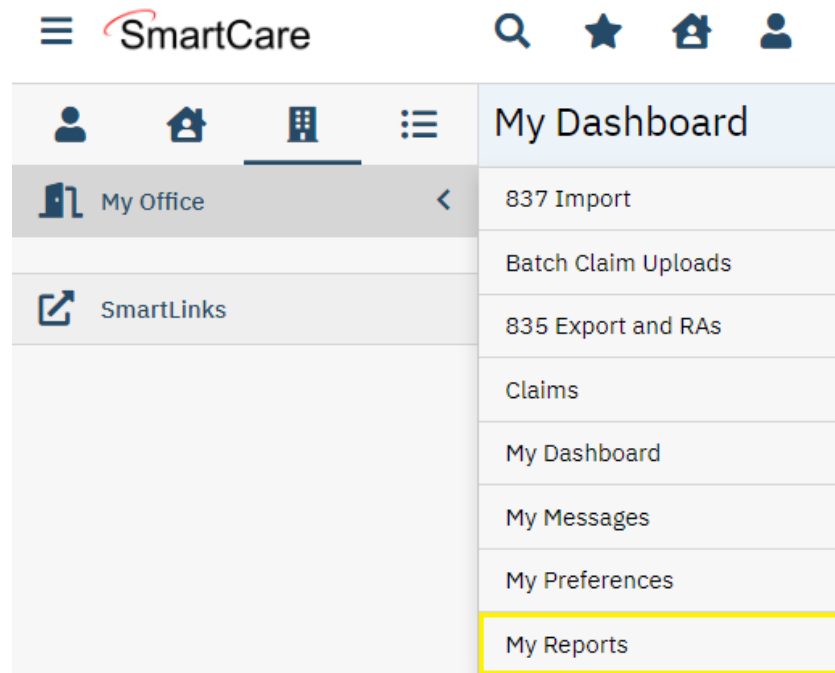 SmartCare
My Dashboard
My Office
SmartLinks
837 Import
Batch Claim Uploads
835 Export and RAs
Claims
My Dashboard
My Messages
My Preferences
My Reports